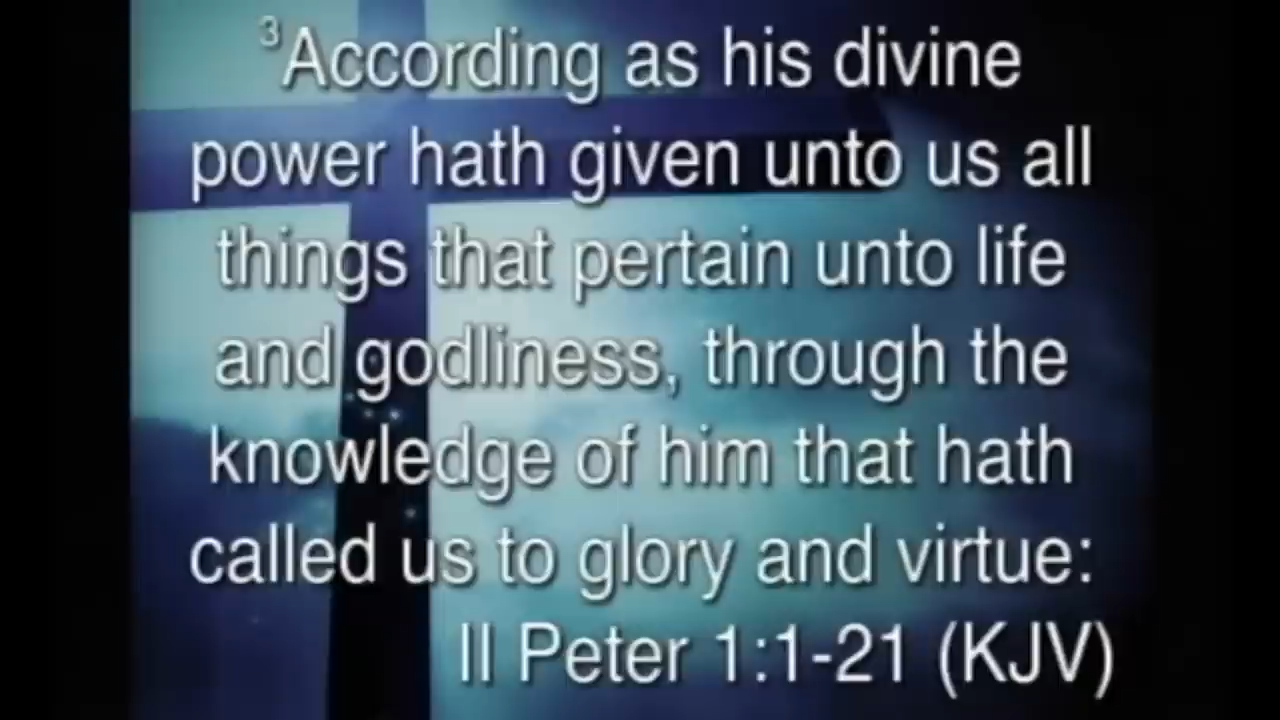 3According as his divine
power hath given unto us all
things that pertain unto life
and godliness, through the
knowledge of him that hath
called us to glory and virtue:
II Peter 1:1-21 (KJV)